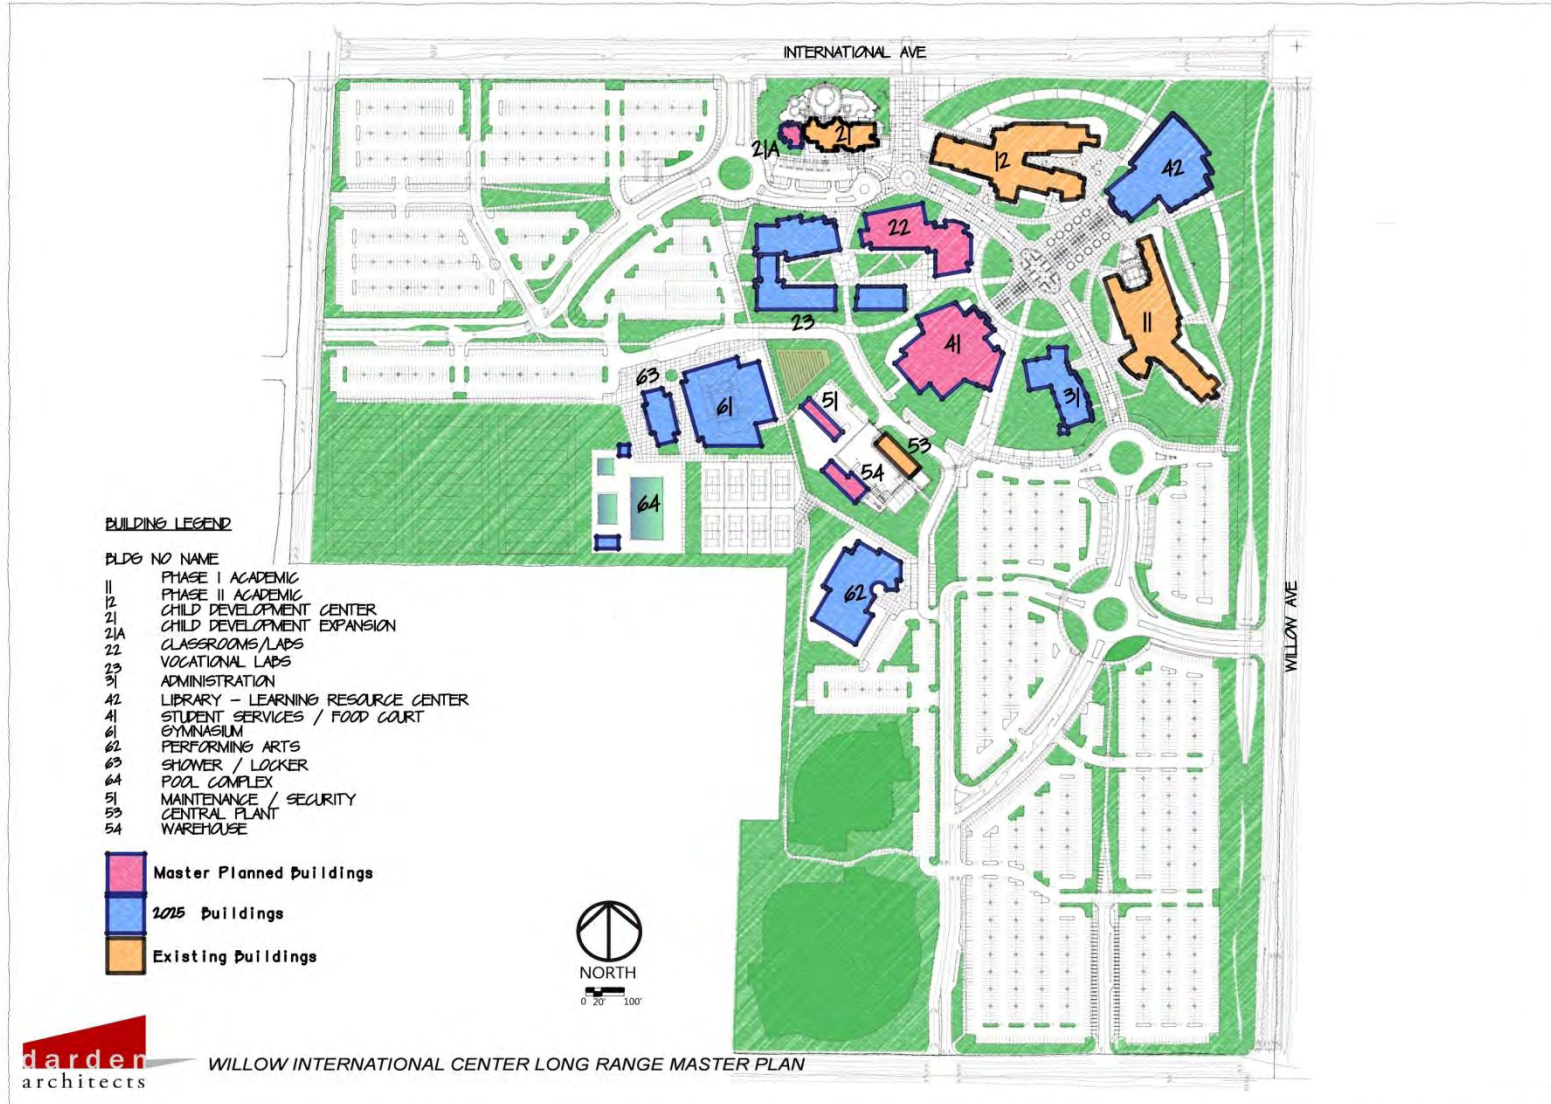 INTERNATIONAL AVE
21A
21
12
42
22
23
11
41
31
63
61
51
53
54
64
62
WILLOW AVE
BUILDING LEGEND
BLDG NO NAME
11 PHASE I ACADEMIC
12 PHASE II ACADEMIC
21 CHILD DEVELOPMENT CENTER
21A CHILD DEVELOPMENT EXPANSION
22 CLASSROOMS/LABS
23 VOCATIONAL LABS
31 ADMINISTRATION
42 LIBRARY - LEARNING RESOURCE CENTER
41 STUDENT SERVICES / FOOD COURT
61 GYMNASIUM
62 PERFORMING ARTS
63 SHOWER / LOCKER
64 POOL COMPLEX
51 MAINTENANCE / SECURITY
53 CENTRAL PLANT
54 WAREHOUSE
Master Planned Buildings
2025 Buildings
Existing Buildings
NORTH
0 20' 100'
darden
architects
WILLOW INTERNATIONAL CENTER LONG RANGE MASTER PLAN